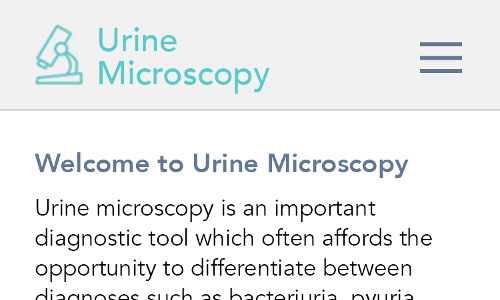 Urine
Microscopy
Welcome to Urine Microscopy
Urine microscopy is an important
diagnostic tool which often affords the
opportunity to differentiate between
diagnoses such as bacteriuria, pyuria,